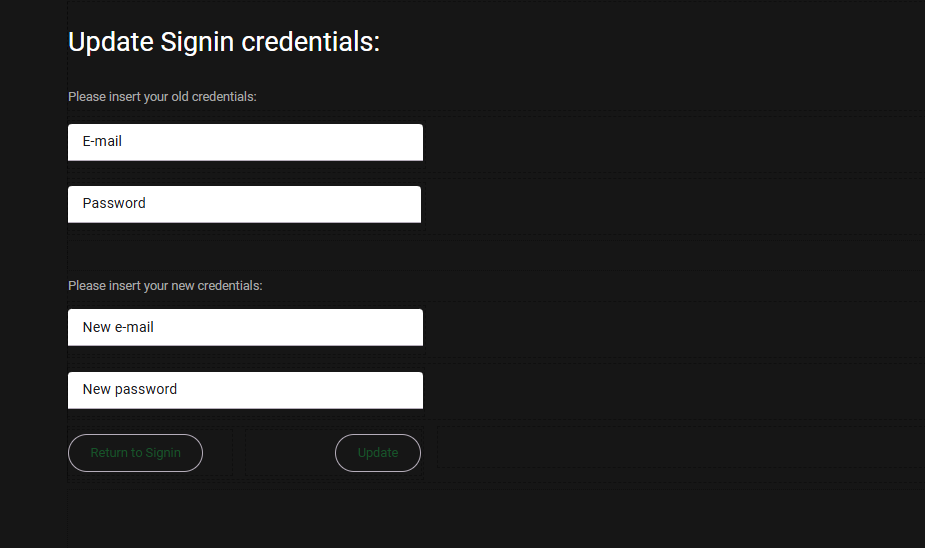 Update Signin credentials:
Please insert your old credentials:
E-mail
Password
Please insert your new credentials:
New e-mail
New password
Return to Signin
Update